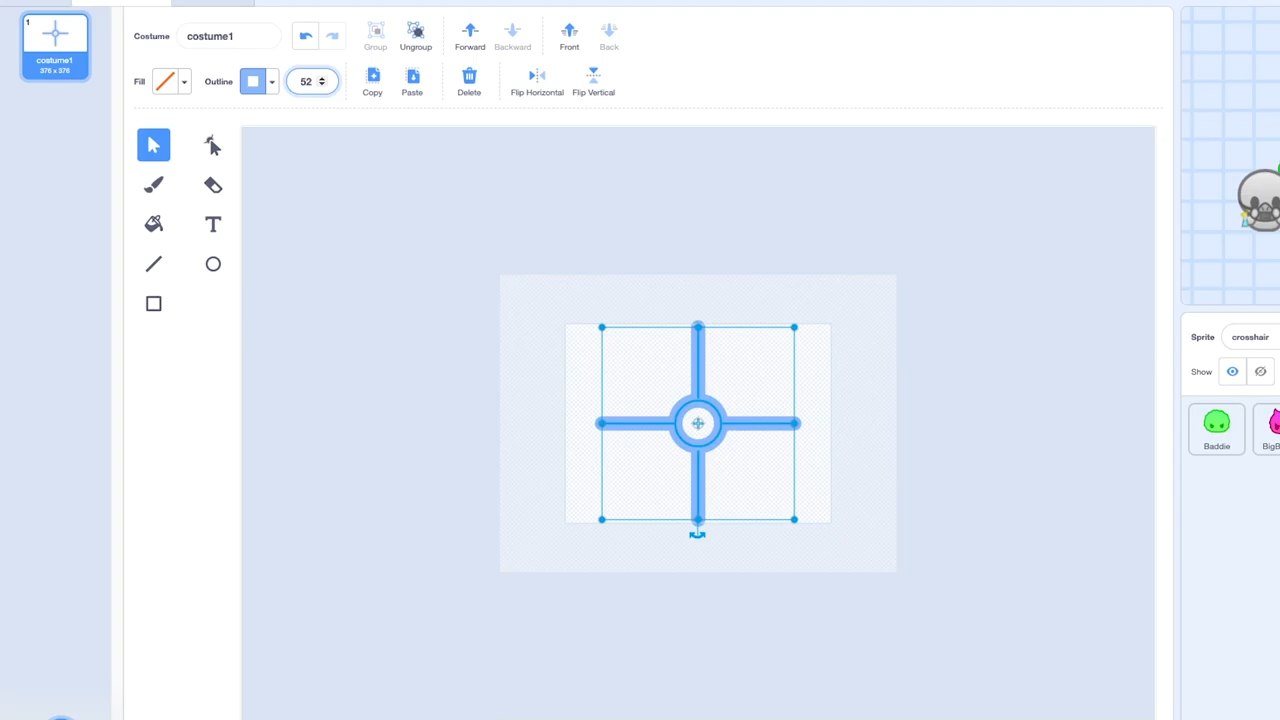 1
costume1
376 x 376
Costume
costume1
Group
Ungroup
Forward
Backward
Front
Back
Fill
Outline
52
Copy
Paste
Delete
Flip Horizontal
Flip Vertical
T
Sprite
crosshair
Show
Baddie
BigB